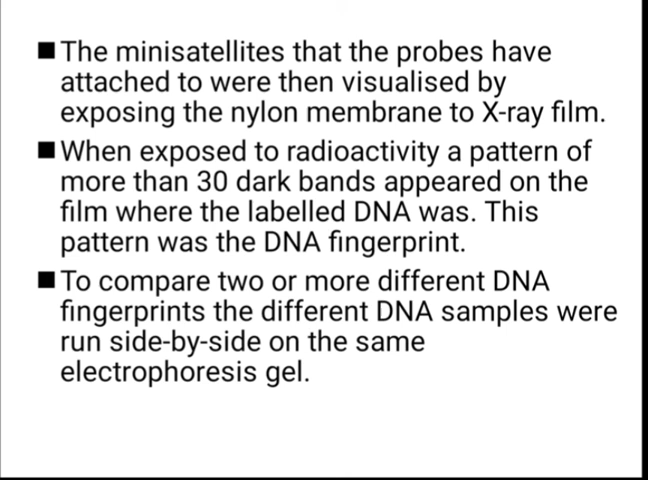 ■ The minisatellites that the probes have
attached to were then visualised by
exposing the nylon membrane to X-ray film.
■ When exposed to radioactivity a pattern of
more than 30 dark bands appeared on the
film where the labelled DNA was. This
pattern was the DNA fingerprint.
■ To compare two or more different DNA
fingerprints the different DNA samples were
run side-by-side on the same
electrophoresis gel.